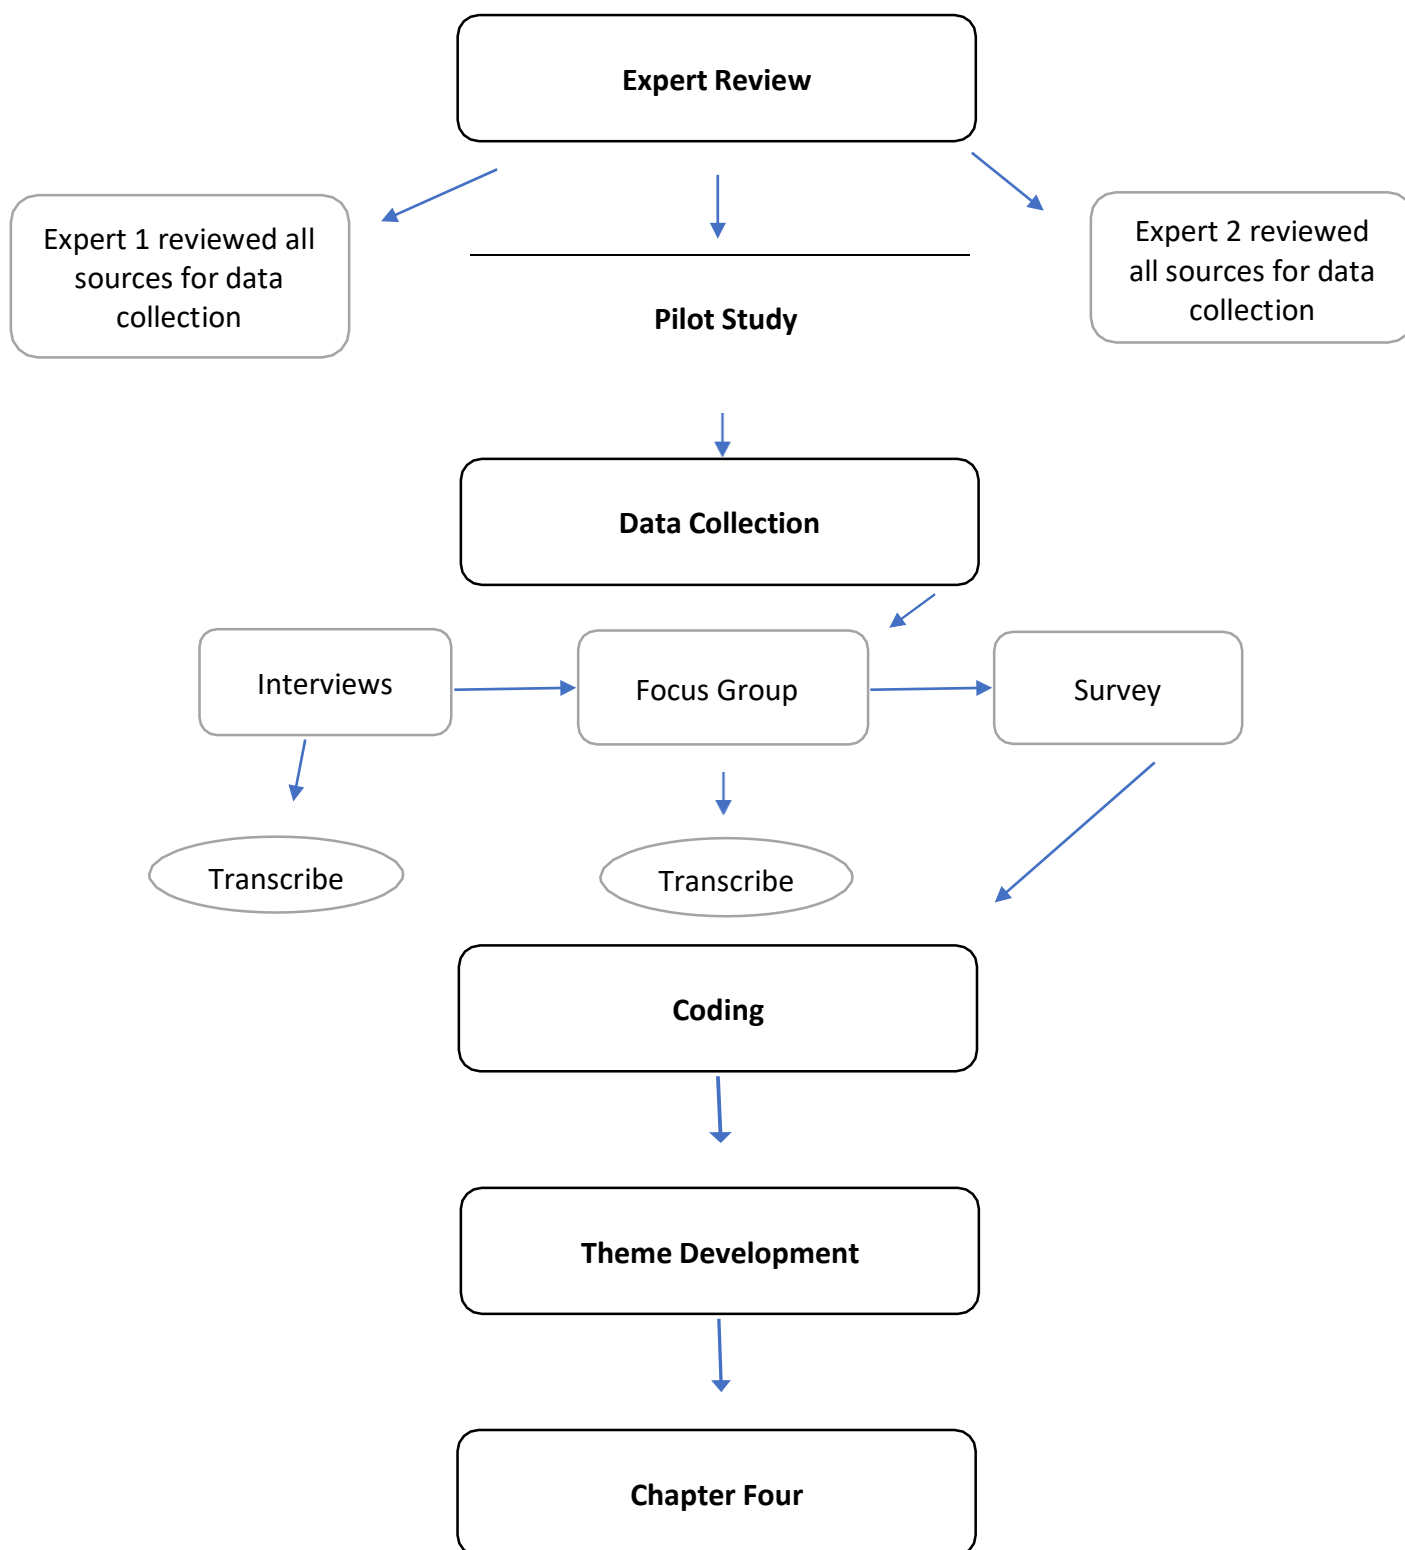 Expert Review
Expert 1 reviewed all
sources for data
collection
Pilot Study
Expert 2 reviewed
all sources for data
collection
Data Collection
Interviews
Focus Group
Survey
Transcribe
Transcribe
Coding
Theme Development
Chapter Four